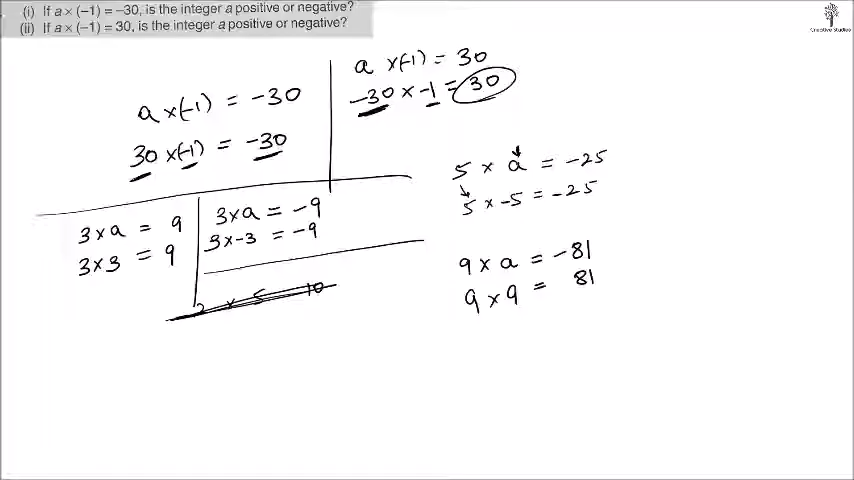 (i) If a × (−1) = −30, is the integer a positive or negative?
(ii) If a × (−1) = 30, is the integer a positive or negative?
Creative Studies
a ×(-1) = -30
30 ×(-1) = -30
a ×(-1) = 30
-30 × -1 = 30
5 × a = -25
5 × -5 = -25
3 × a = 9
3 × 3 = 9
3 × a = -9
3 × -3 = -9
2 × 5 10
9 × a = -81
9 × 9 = 81